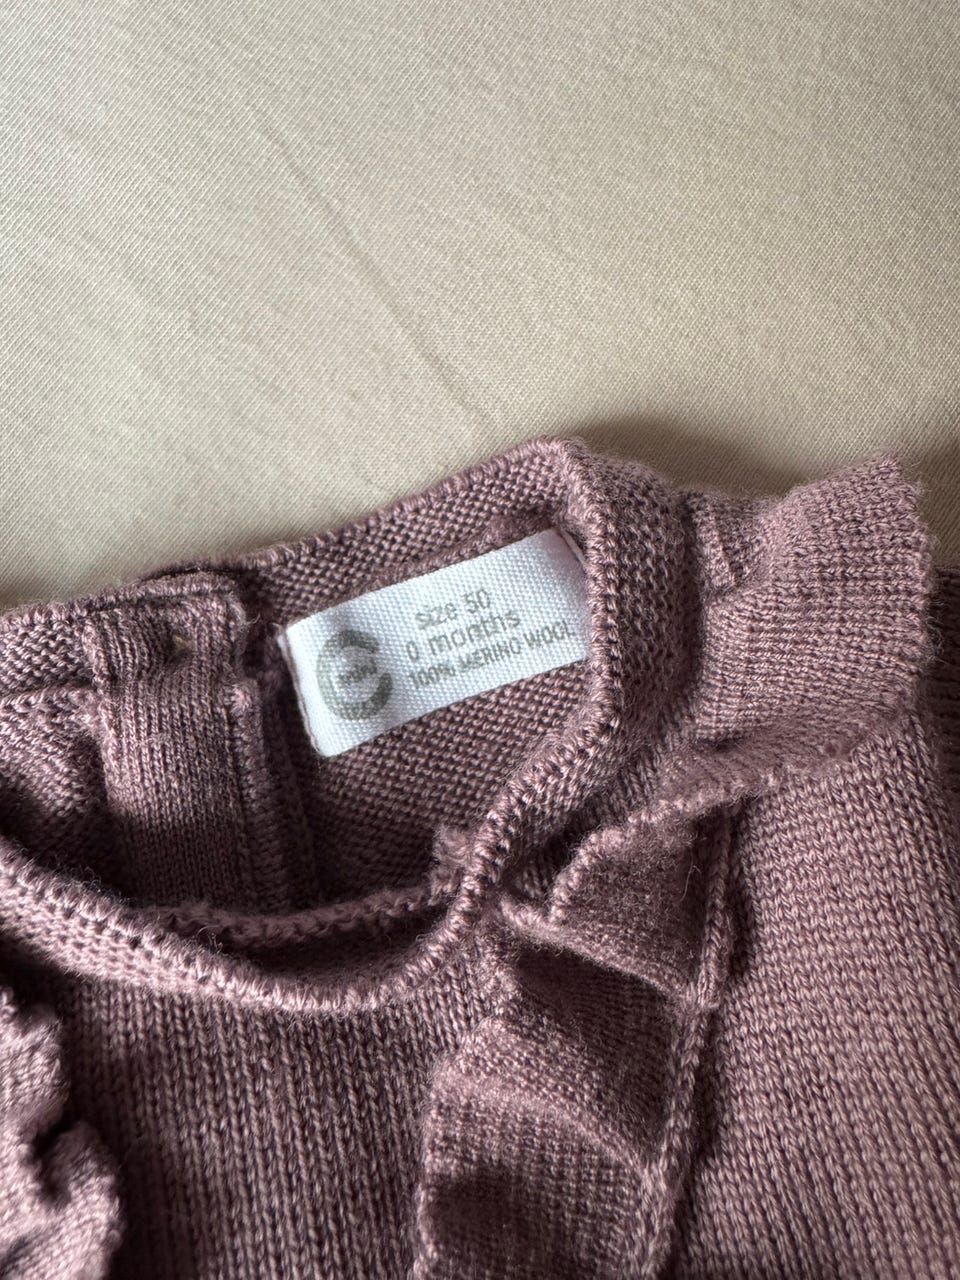 size 50
0 months
100% MERINO WOOL